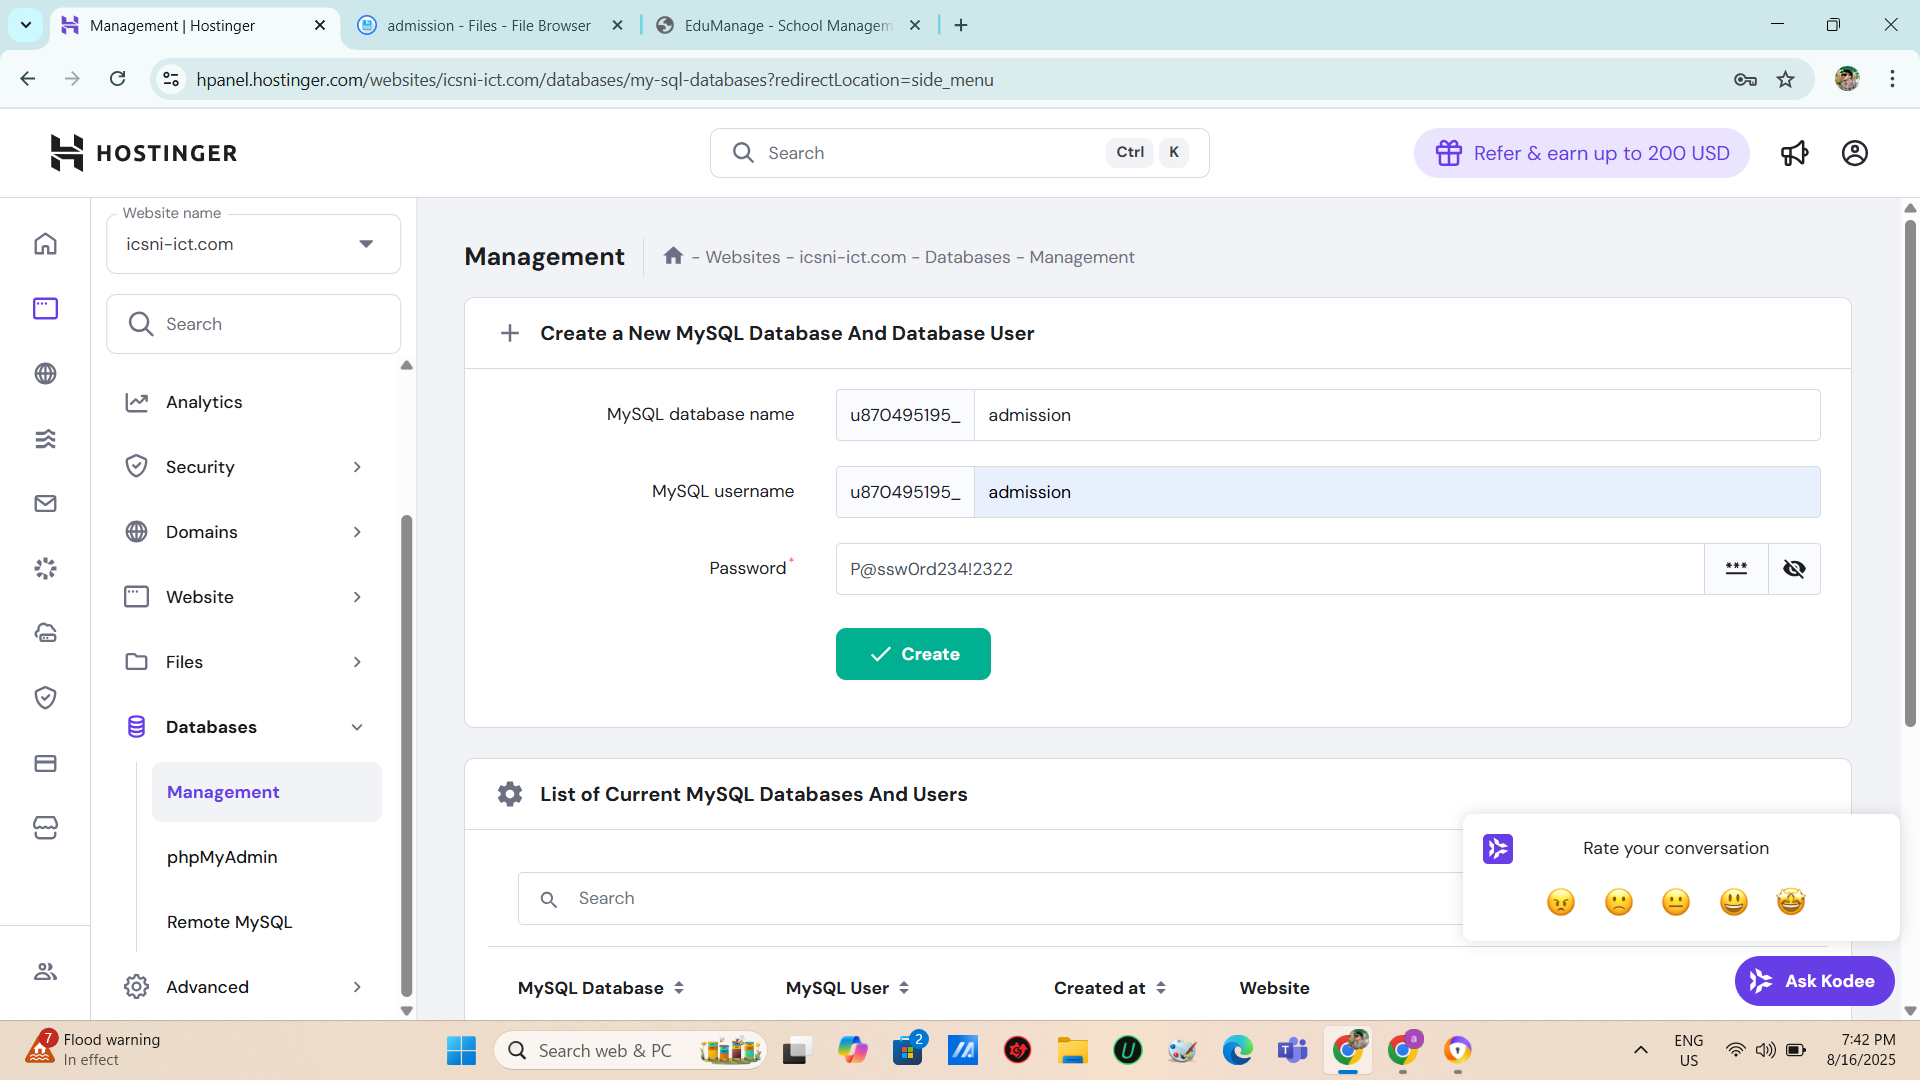 Management | Hostinger
admission - Files - File Browser
EduManage - School Managem
hpanel.hostinger.com/websites/icsni-ict.com/databases/my-sql-databases?redirectLocation=side_menu
HOSTINGER
Search
Ctrl
K
Refer & earn up to 200 USD
Website name
icsni-ict.com
Search
Analytics
Security
Domains
Website
Files
Databases
Management
phpMyAdmin
Remote MySQL
Advanced
Management
- Websites - icsni-ict.com - Databases - Management
Create a New MySQL Database And Database User
MySQL database name
u870495195_
admission
MySQL username
u870495195_
admission
Password*
P@ssw0rd234!2322
Create
List of Current MySQL Databases And Users
Search
MySQL Database
MySQL User
Created at
Website
Rate your conversation
Ask Kodee
7
Flood warning
In effect
Search web & PC
2
a
ENG
US
7:42 PM
8/16/2025